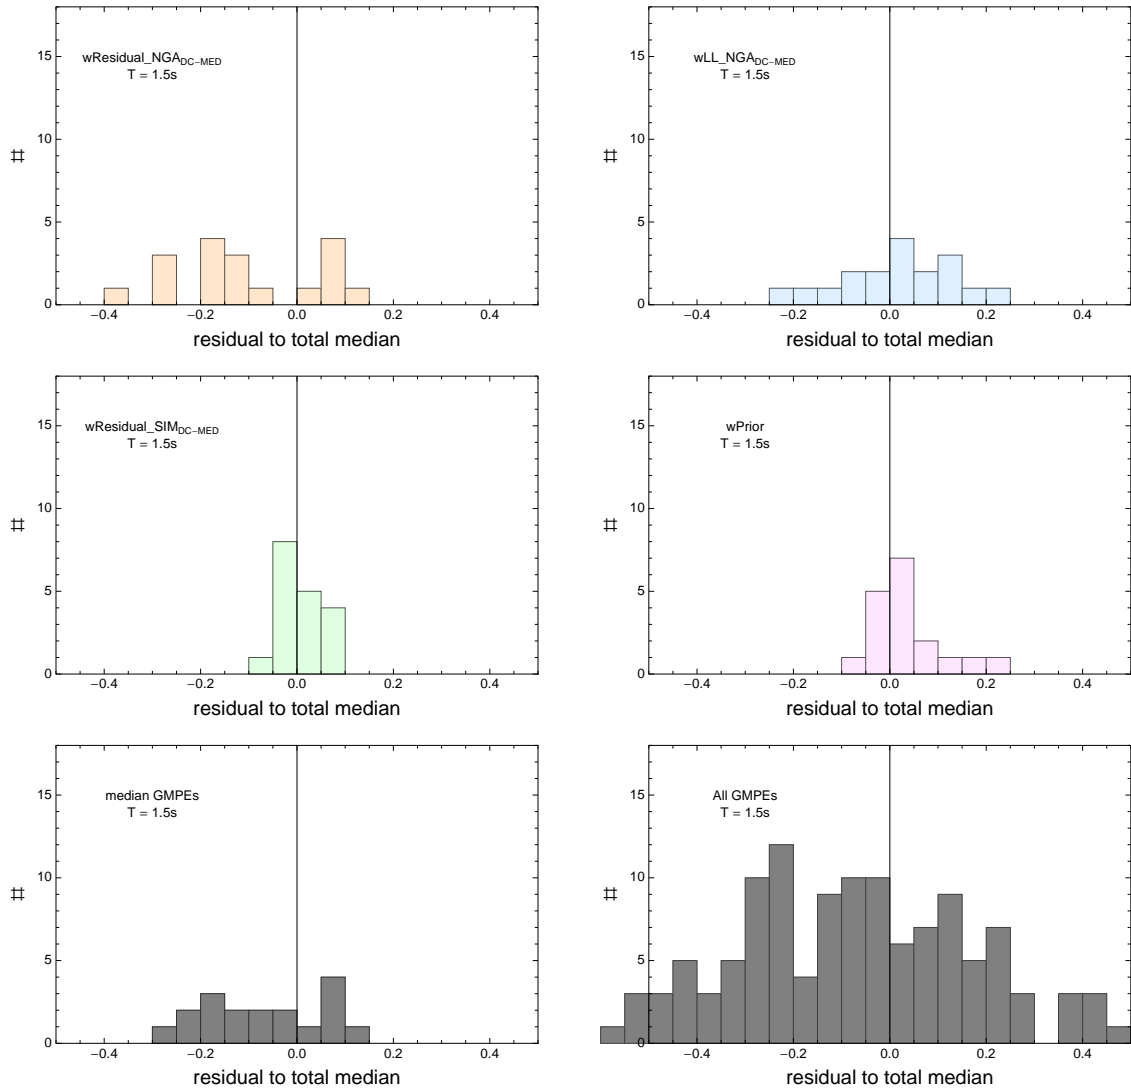 wResidual_NGADC−MED
T = 1.5s
15
10
5
0
#
−0.4 −0.2 0.0 0.2 0.4
residual to total median
wLL_NGADC−MED
T = 1.5s
15
10
5
0
#
−0.4 −0.2 0.0 0.2 0.4
residual to total median
wResidual_SIMDC−MED
T = 1.5s
15
10
5
0
#
−0.4 −0.2 0.0 0.2 0.4
residual to total median
wPrior
T = 1.5s
15
10
5
0
#
−0.4 −0.2 0.0 0.2 0.4
residual to total median
median GMPEs
T = 1.5s
15
10
5
0
#
−0.4 −0.2 0.0 0.2 0.4
residual to total median
All GMPEs
T = 1.5s
15
10
5
0
#
−0.4 −0.2 0.0 0.2 0.4
residual to total median